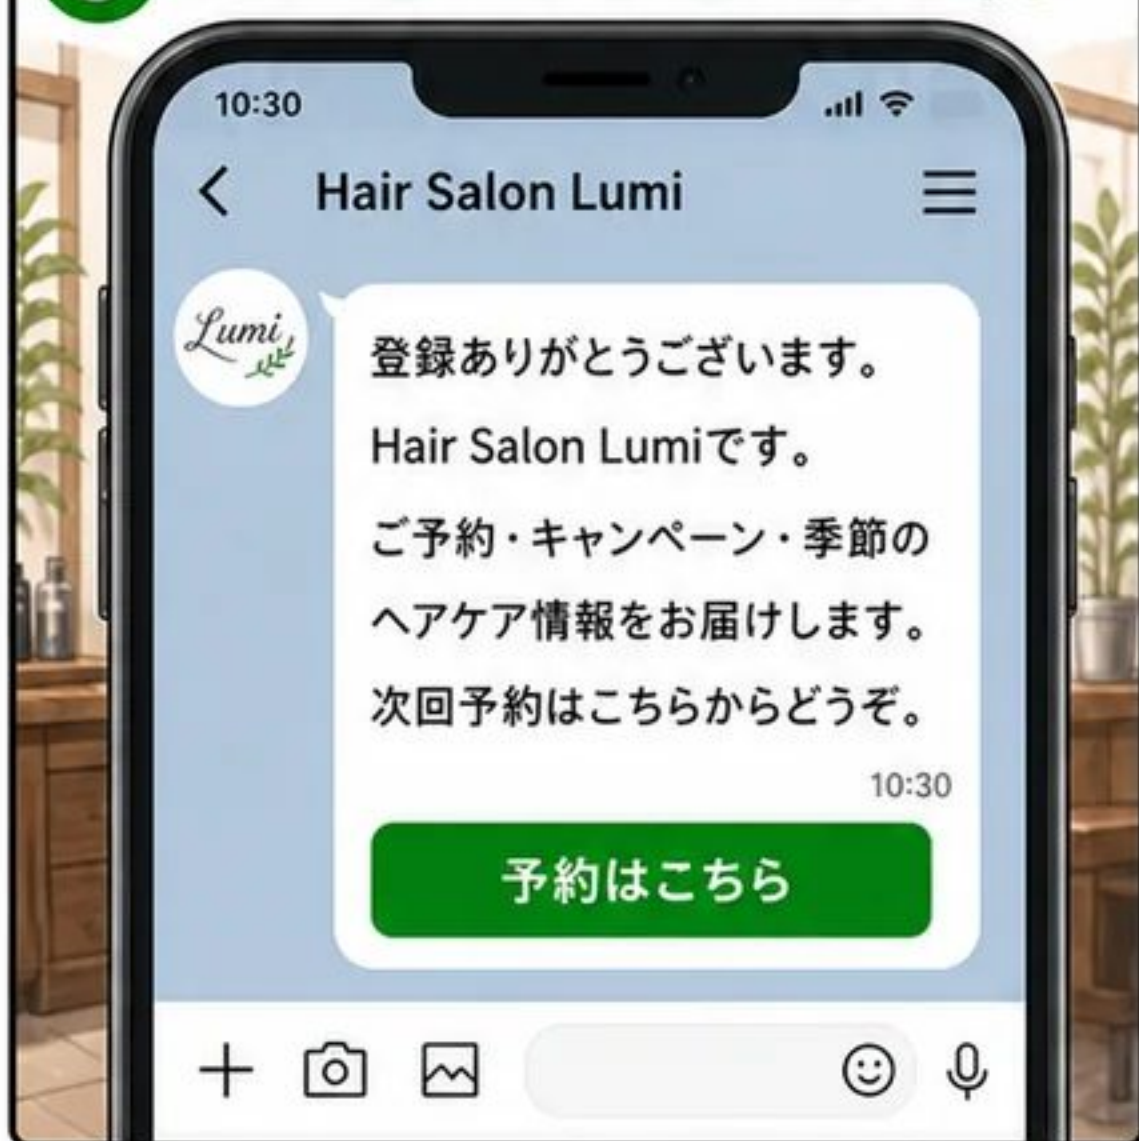 10:30
Hair Salon Lumi
Lumi
登録ありがとうございます。
Hair Salon Lumiです。
ご予約・キャンペーン・季節の
ヘアケア情報をお届けします。
次回予約はこちらからどうぞ。
10:30
予約はこちら